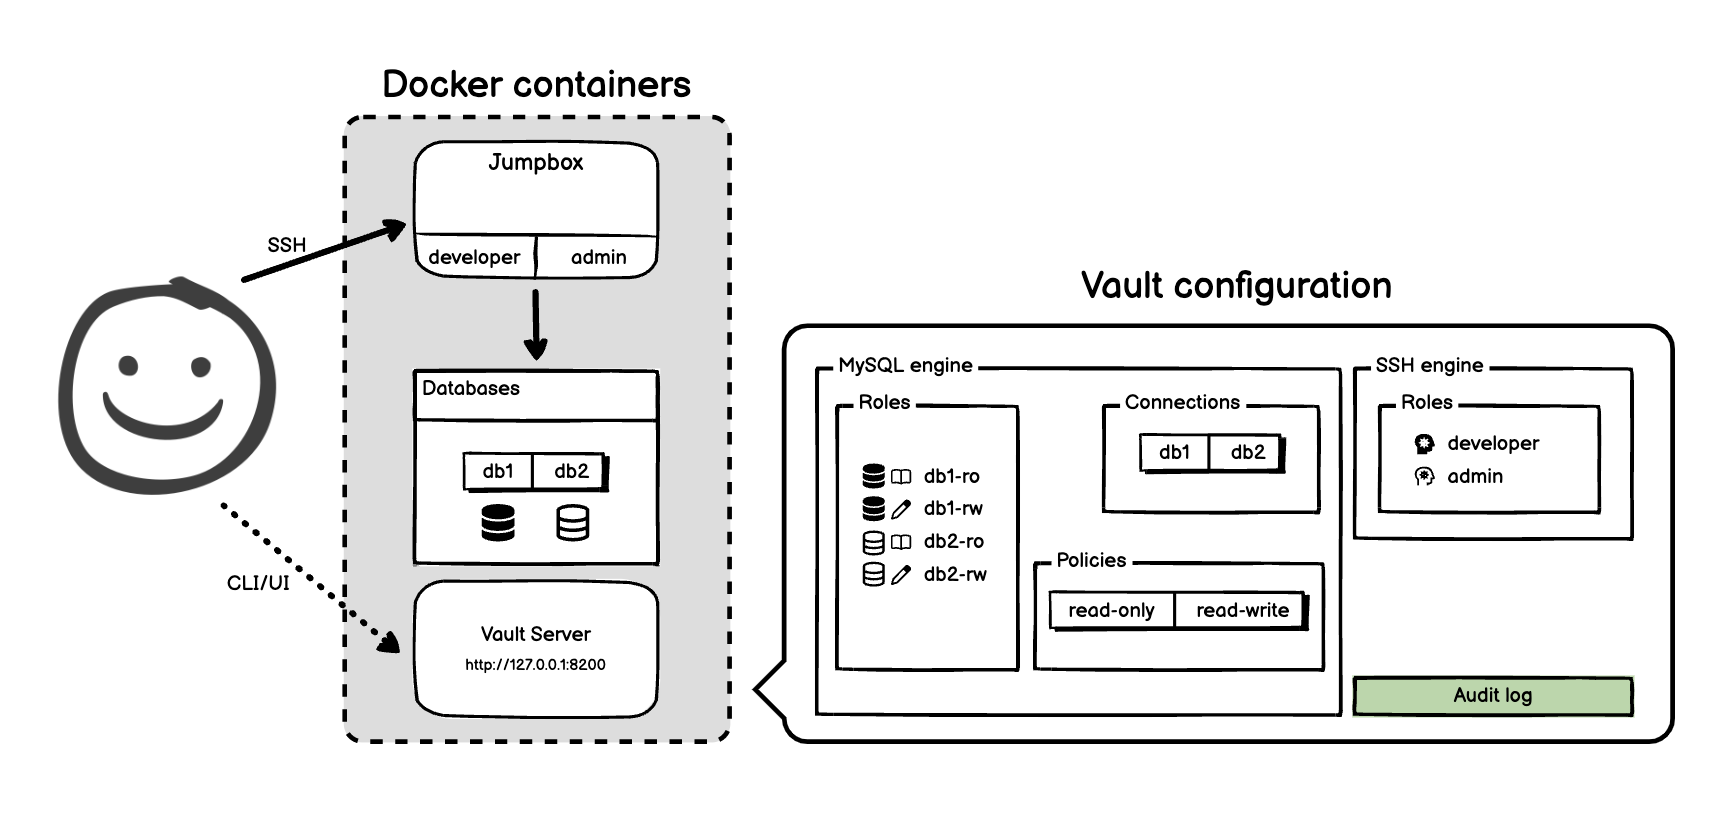 Docker containers
Jumpbox
developer
admin
SSH
Databases
db1
db2
CLI/UI
Vault Server
http://127.0.0.1:8200
Vault configuration
MySQL engine
Roles
db1-ro
db1-rw
db2-ro
db2-rw
Connections
db1
db2
Policies
read-only
read-write
SSH engine
Roles
developer
admin
Audit log